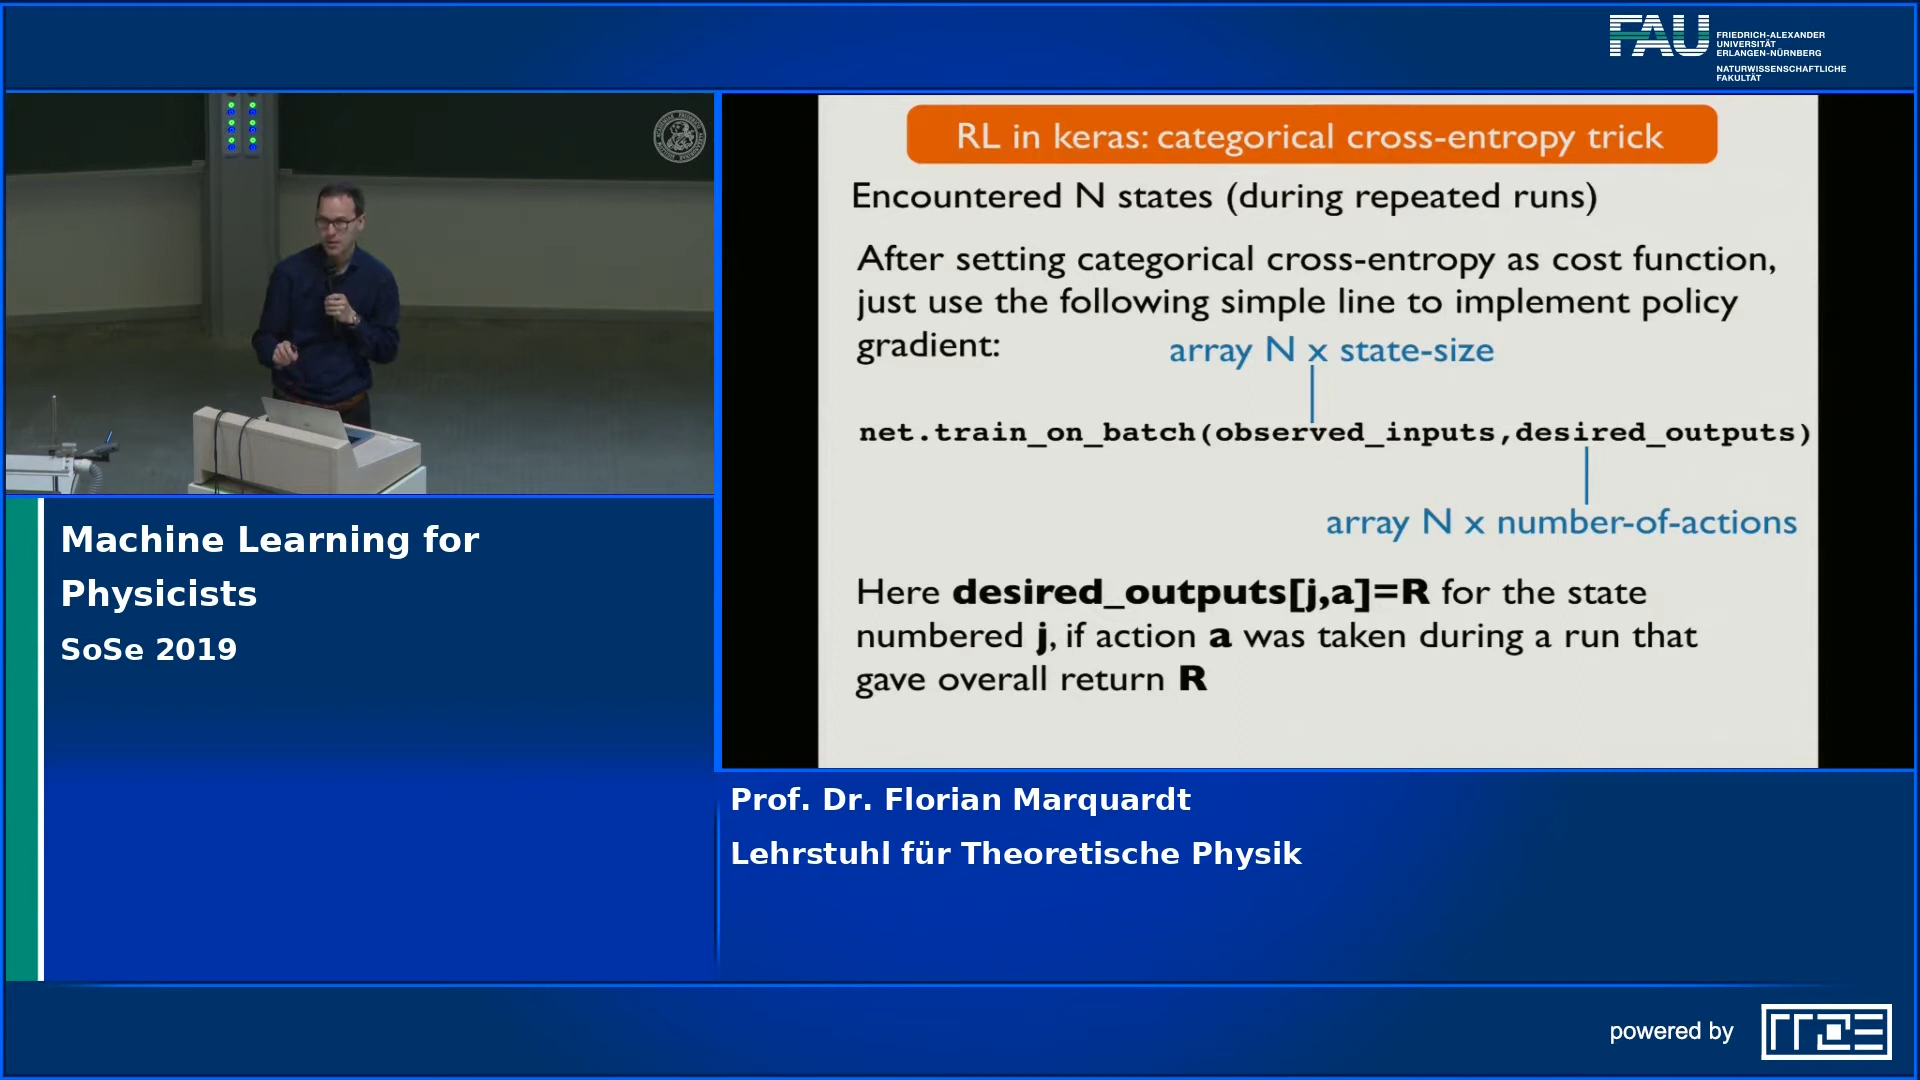 FAU
FRIEDRICH-ALEXANDER
UNIVERSITÄT
ERLANGEN-NÜRNBERG
NATURWISSENSCHAFTLICHE
FAKULTÄT
RL in keras: categorical cross-entropy trick
Encountered N states (during repeated runs)
After setting categorical cross-entropy as cost function,
just use the following simple line to implement policy
gradient:
array N x state-size
net.train_on_batch(observed_inputs,desired_outputs)
array N x number-of-actions
Here desired_outputs[j,a]=R for the state
numbered j, if action a was taken during a run that
gave overall return R
Machine Learning for
Physicists
SoSe 2019
Prof. Dr. Florian Marquardt
Lehrstuhl für Theoretische Physik
powered by